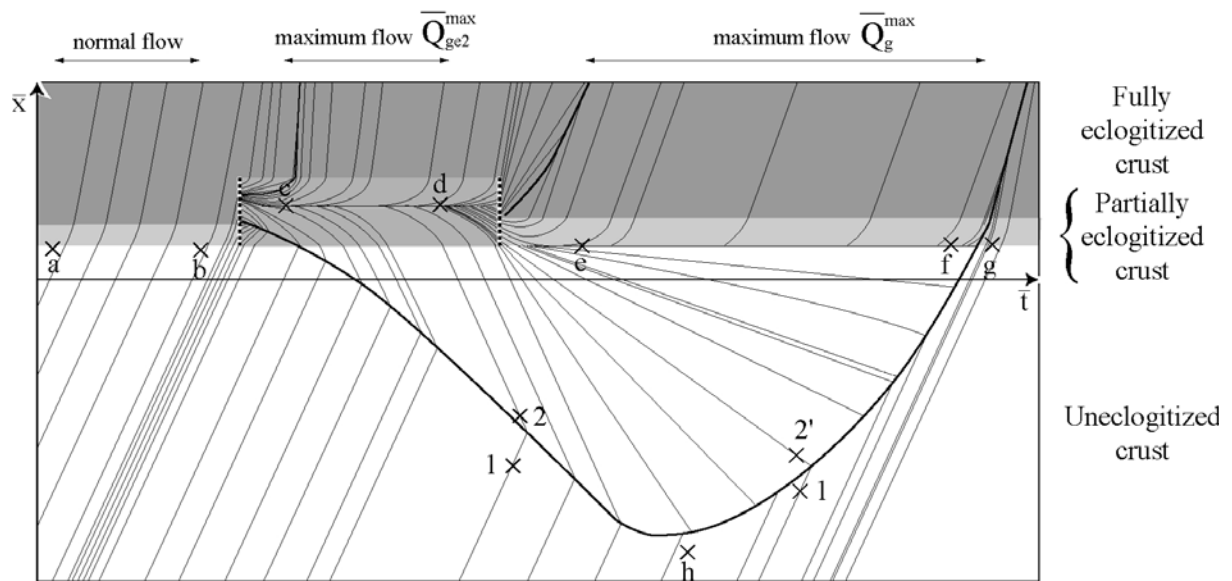 normal flow
maximum flow Q̅ge2max
maximum flow Q̅gmax
x̅
Fully
eclogitized
crust
c
d
Partially
eclogitized
crust
a
b
e
f
g
t̅
Uneclogitized
crust
2
1
2'
1
h